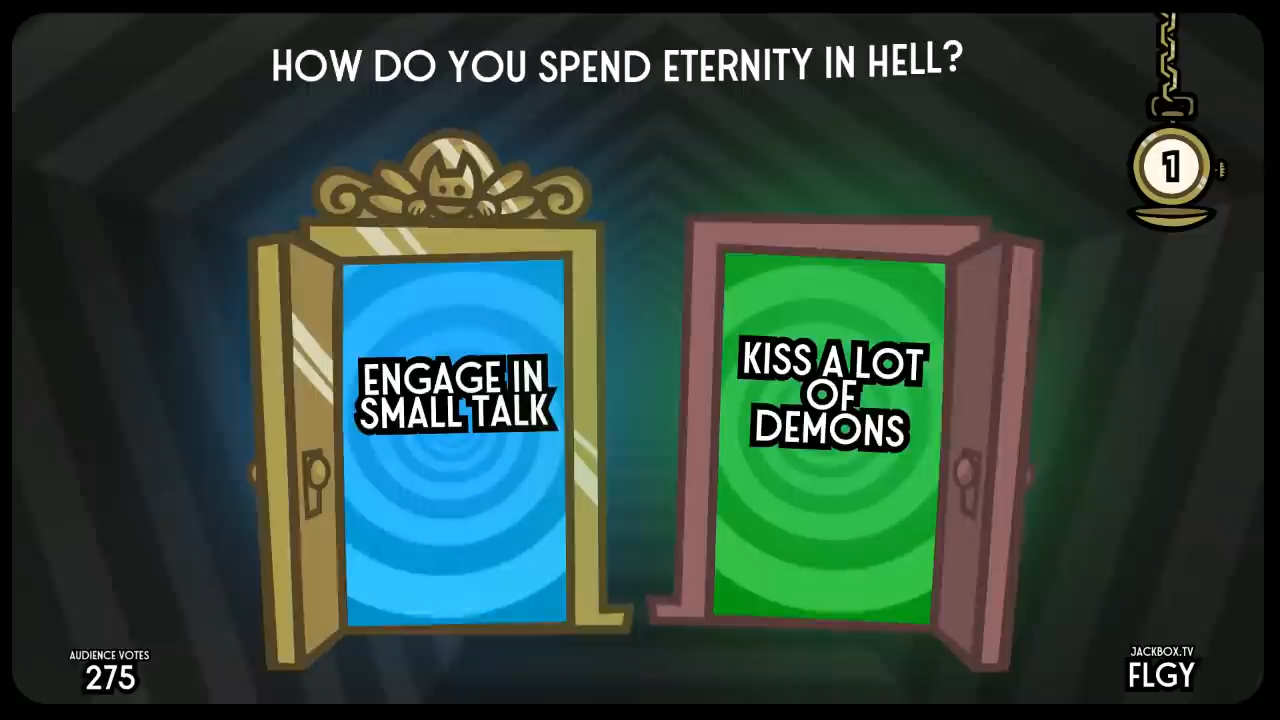 HOW DO YOU SPEND ETERNITY IN HELL?
1
ENGAGE IN
SMALL TALK
KISS A LOT
OF
DEMONS
AUDIENCE VOTES
275
JACKBOX.TV
FLGY